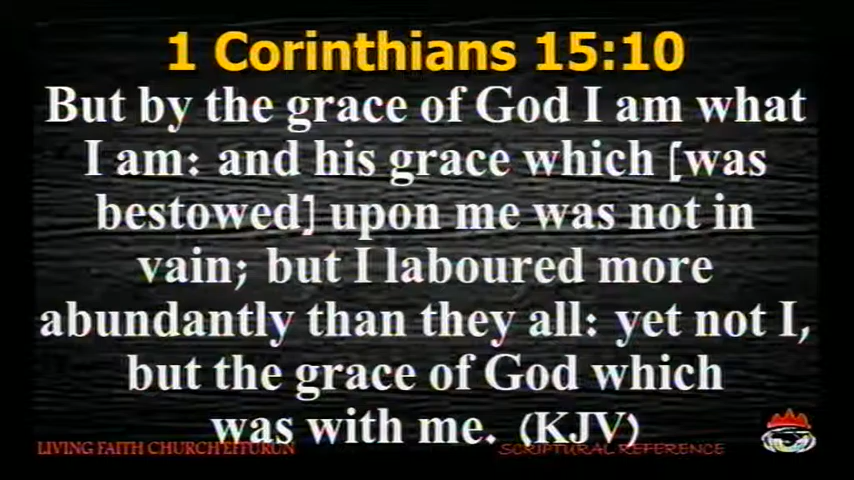 1 Corinthians 15:10
But by the grace of God I am what
I am: and his grace which [was
bestowed] upon me was not in
vain; but I laboured more
abundantly than they all: yet not I,
but the grace of God which
was with me. (KJV)
LIVING FAITH CHURCH
SCRIPTURAL REFERENCE